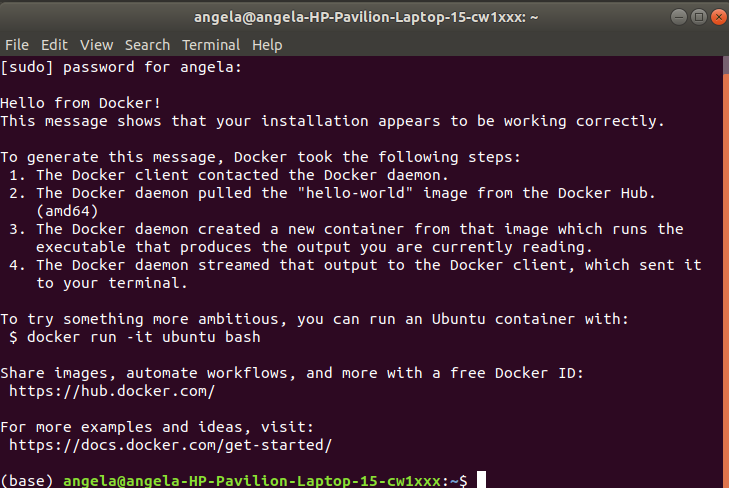 angela@angela-HP-Pavilion-Laptop-15-cw1xxx: ~
File Edit View Search Terminal Help
[sudo] password for angela:
Hello from Docker!
This message shows that your installation appears to be working correctly.
To generate this message, Docker took the following steps:
1. The Docker client contacted the Docker daemon.
2. The Docker daemon pulled the "hello-world" image from the Docker Hub.
(amd64)
3. The Docker daemon created a new container from that image which runs the
executable that produces the output you are currently reading.
4. The Docker daemon streamed that output to the Docker client, which sent it
to your terminal.
To try something more ambitious, you can run an Ubuntu container with:
$ docker run -it ubuntu bash
Share images, automate workflows, and more with a free Docker ID:
https://hub.docker.com/
For more examples and ideas, visit:
https://docs.docker.com/get-started/
(base) angela@angela-HP-Pavilion-Laptop-15-cw1xxx:~$